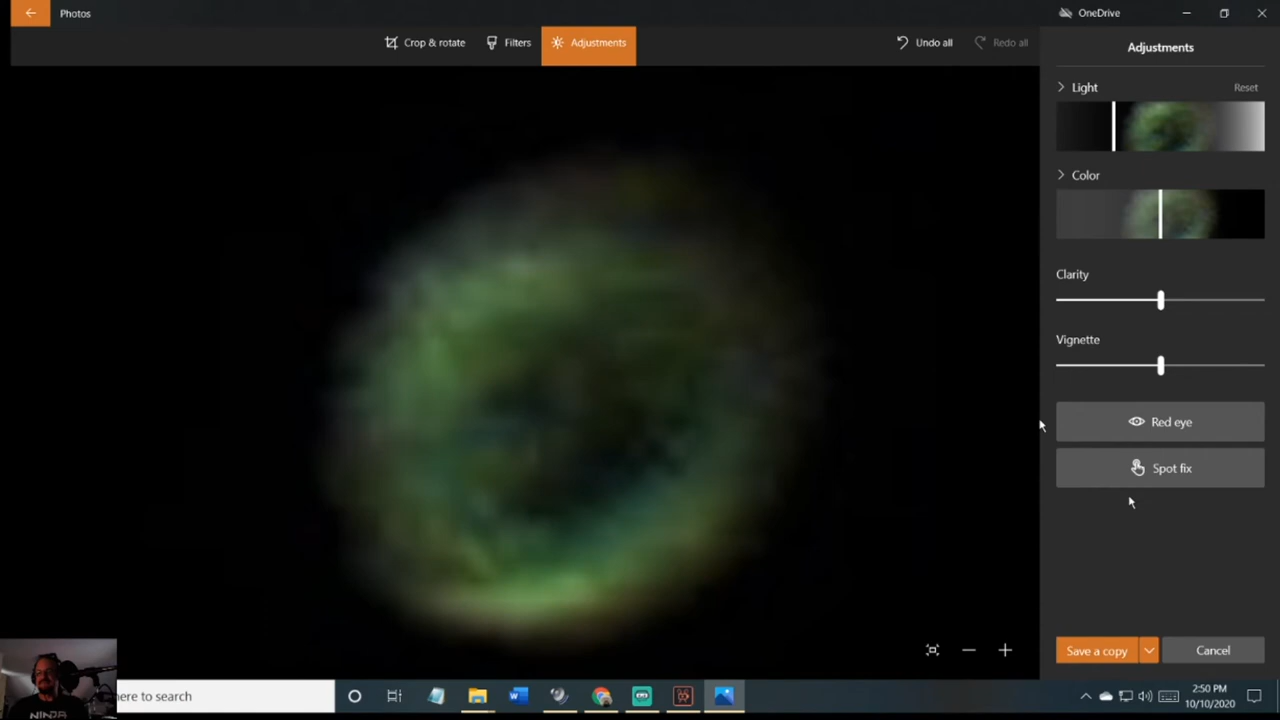 Photos
OneDrive
Crop & rotate
Filters
Adjustments
Undo all
Redo all
Adjustments
Light
Reset
Color
Clarity
Vignette
Red eye
Spot fix
Save a copy
Cancel
NINJA
here to search
2:50 PM
10/10/2020